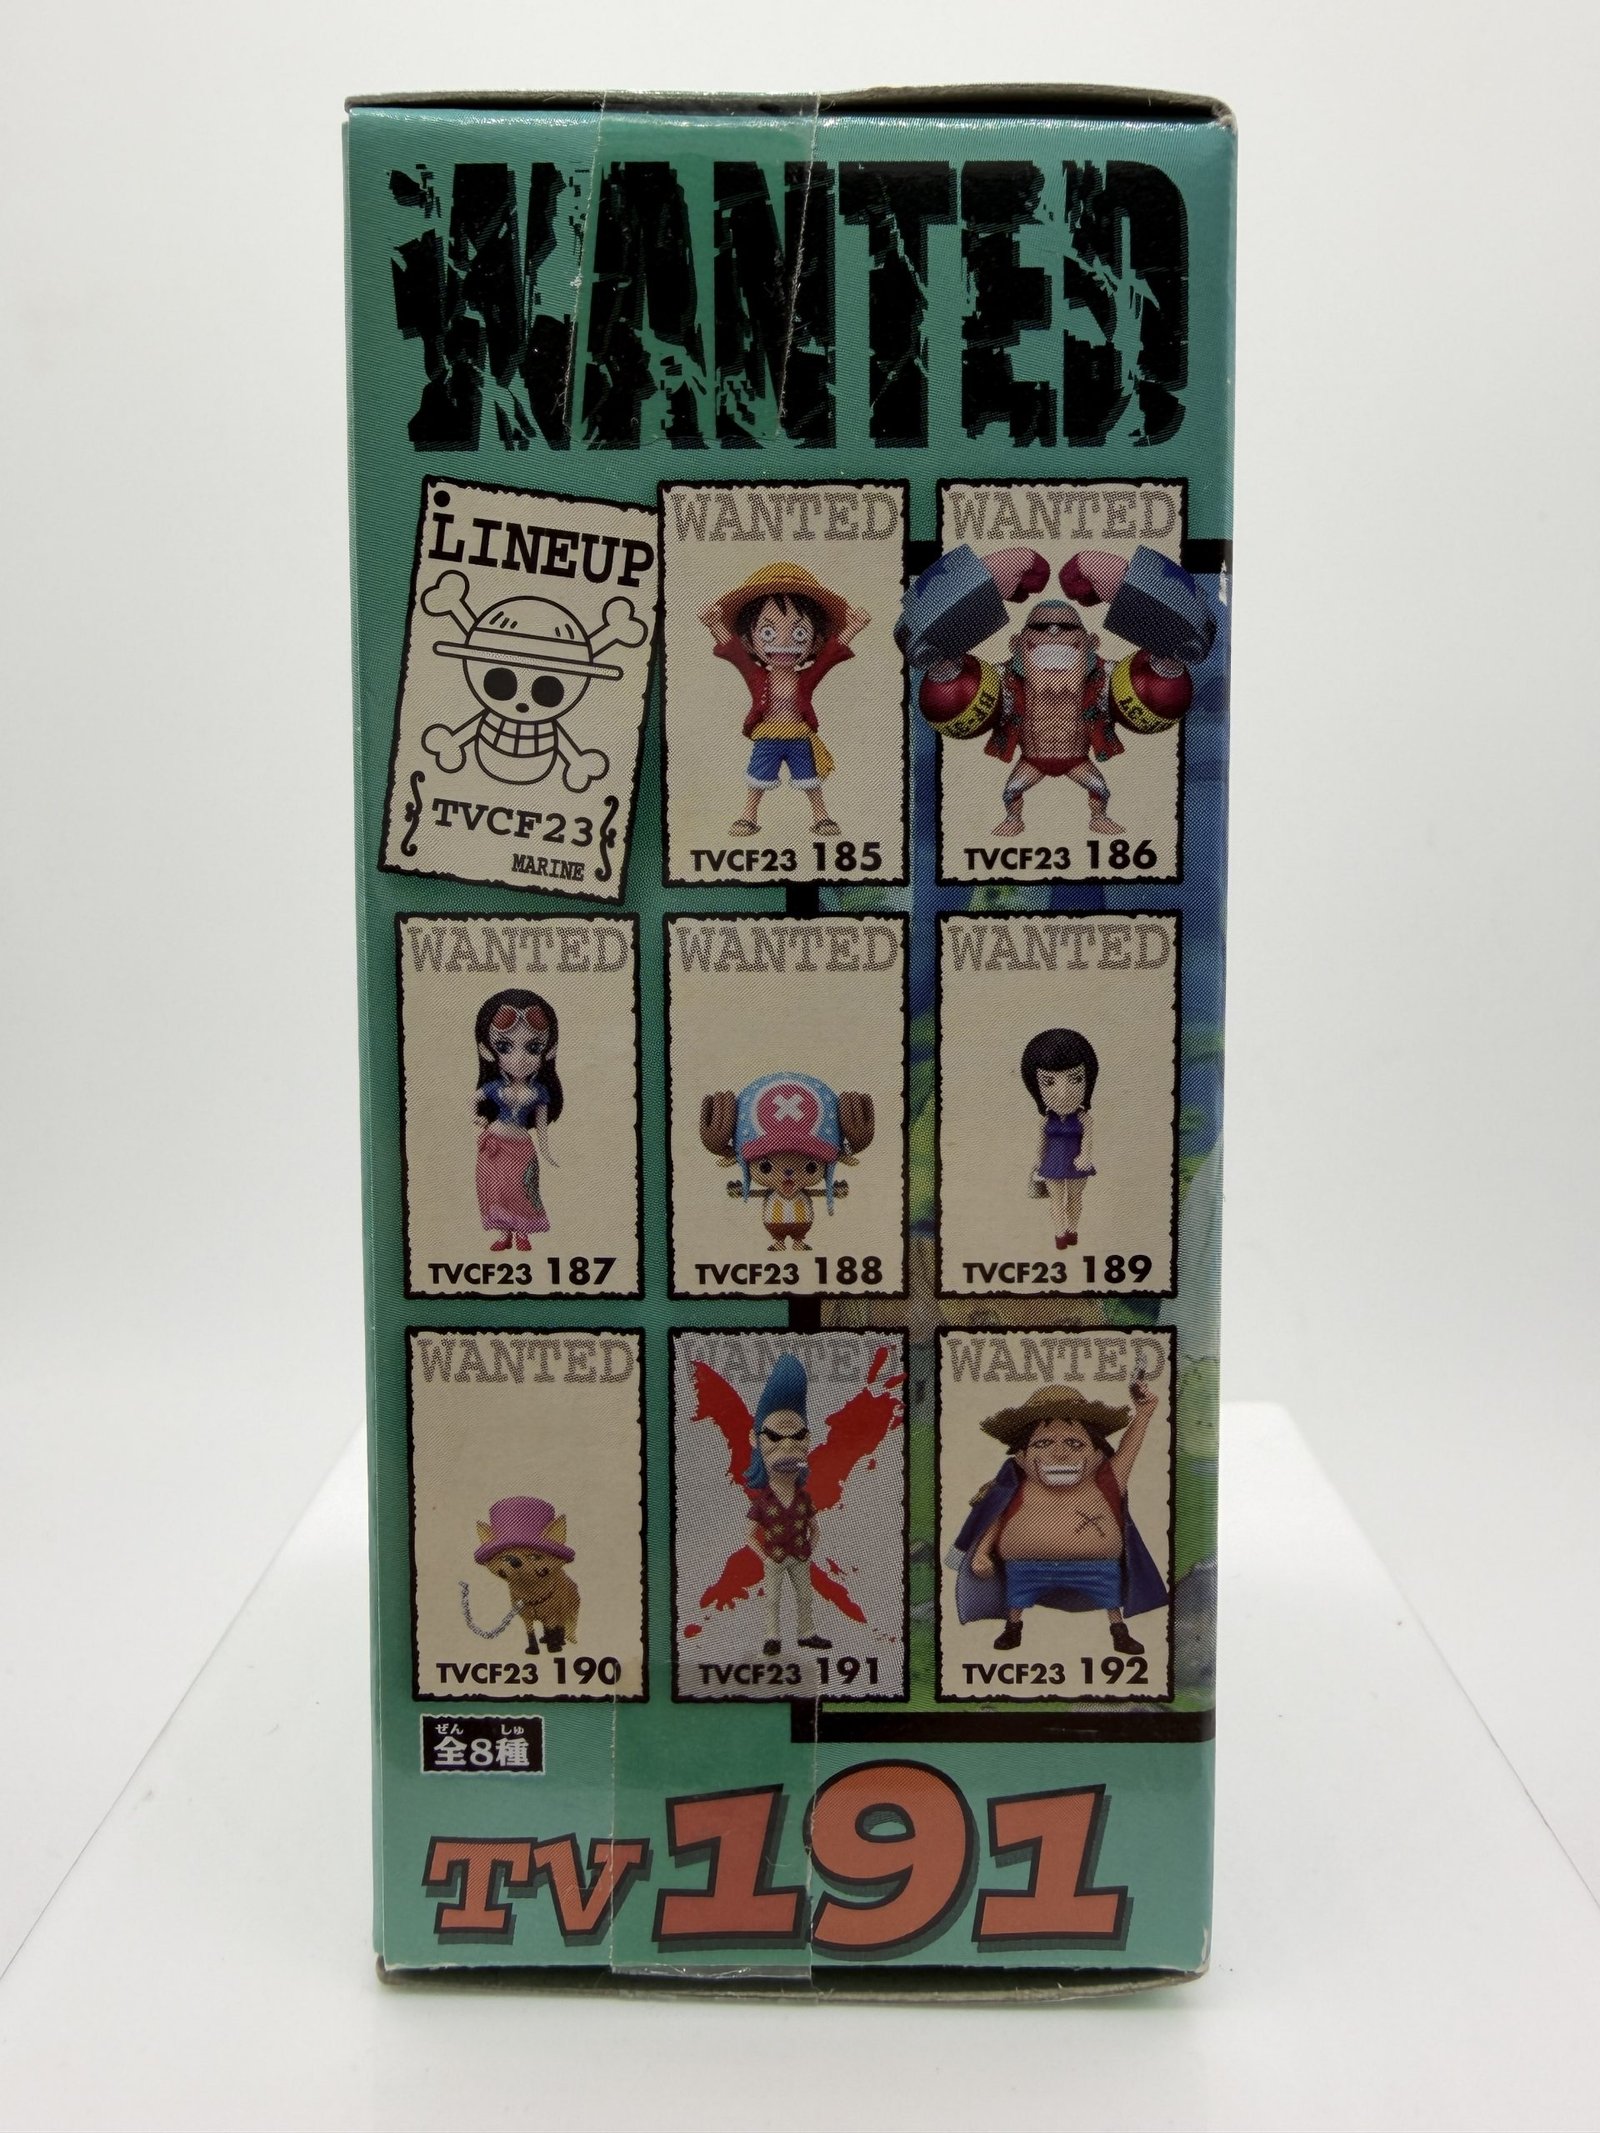 WANTED
LINEUP
TVCF23
MARINE
WANTED
TVCF23 185
WANTED
TVCF23 186
WANTED
TVCF23 187
WANTED
TVCF23 188
WANTED
TVCF23 189
WANTED
TVCF23 190
WANTED
TVCF23 191
WANTED
TVCF23 192
ぜん しゅ
全8種
TV191